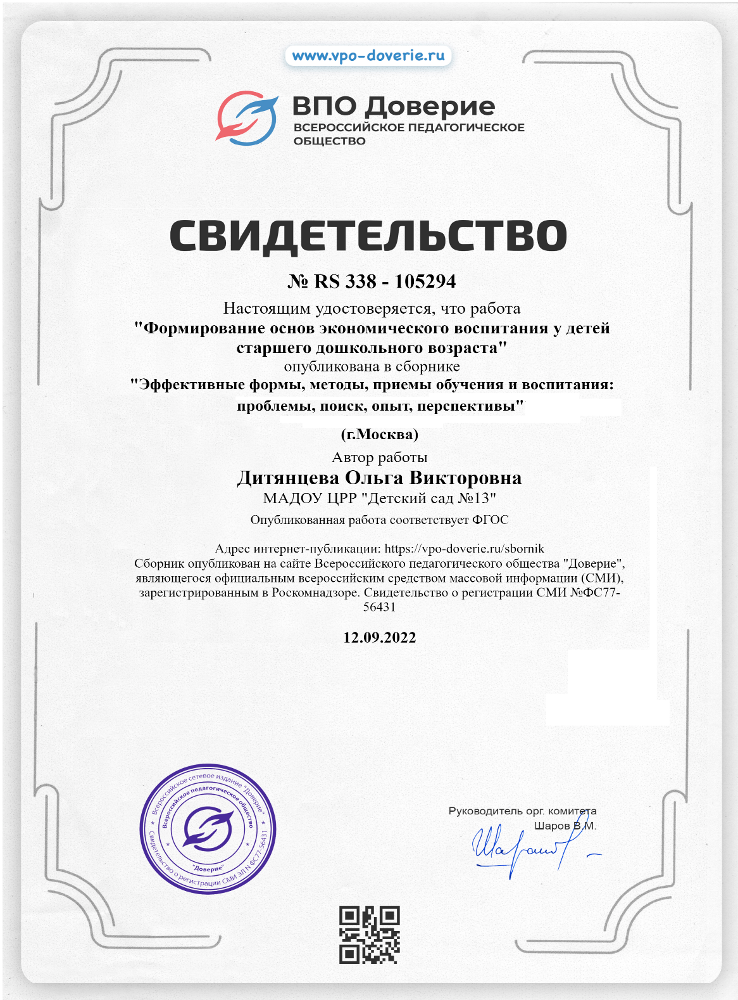 www.vpo-doverie.ru
ВПО Доверие
ВСЕРОССИЙСКОЕ ПЕДАГОГИЧЕСКОЕ
ОБЩЕСТВО
СВИДЕТЕЛЬСТВО
№ RS 338 - 105294
Настоящим удостоверяется, что работа
"Формирование основ экономического воспитания у детей
старшего дошкольного возраста"
опубликована в сборнике
"Эффективные формы, методы, приемы обучения и воспитания:
проблемы, поиск, опыт, перспективы"
(г.Москва)
Автор работы
Дитянцева Ольга Викторовна
МАДОУ ЦРР "Детский сад №13"
Опубликованная работа соответствует ФГОС
Адрес интернет-публикации: https://vpo-doverie.ru/sbornik
Сборник опубликован на сайте Всероссийского педагогического общества "Доверие",
являющегося официальным всероссийским средством массовой информации (СМИ),
зарегистрированным в Роскомнадзоре. Свидетельство о регистрации СМИ №ФС77-
56431
12.09.2022
Всероссийское сетевое издание "Доверие"
Всероссийское педагогическое общество
"Доверие"
Свидетельство о регистрации СМИ ЭЛ N ФС77-56431
Руководитель орг. комитета
Шаров В.М.